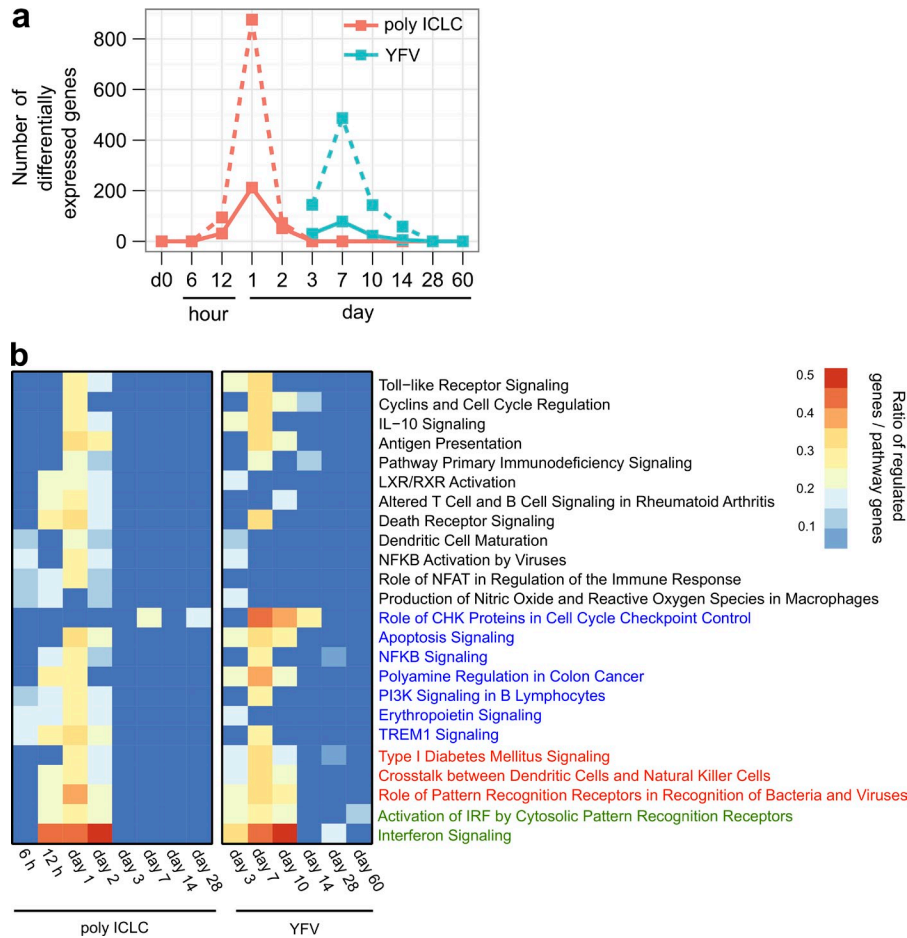 a
Number of
differentially
expressed genes
800
600
400
200
0
poly ICLC
YFV
d0 6 12 1 2 3 7 10 14 28 60
hour day
b
Toll-like Receptor Signaling
Cyclins and Cell Cycle Regulation
IL-10 Signaling
Antigen Presentation
Pathway Primary Immunodeficiency Signaling
LXR/RXR Activation
Altered T Cell and B Cell Signaling in Rheumatoid Arthritis
Death Receptor Signaling
Dendritic Cell Maturation
NFKB Activation by Viruses
Role of NFAT in Regulation of the Immune Response
Production of Nitric Oxide and Reactive Oxygen Species in Macrophages
Role of CHK Proteins in Cell Cycle Checkpoint Control
Apoptosis Signaling
NFKB Signaling
Polyamine Regulation in Colon Cancer
PI3K Signaling in B Lymphocytes
Erythropoietin Signaling
TREM1 Signaling
Type I Diabetes Mellitus Signaling
Crosstalk between Dendritic Cells and Natural Killer Cells
Role of Pattern Recognition Receptors in Recognition of Bacteria and Viruses
Activation of IRF by Cytosolic Pattern Recognition Receptors
Interferon Signaling
0.5
0.4
0.3
0.2
0.1
Ratio of regulated
genes / pathway genes
6 h 12 h day 1 day 2 day 3 day 7 day 14 day 28
day 3 day 7 day 10 day 14 day 28 day 60
poly ICLC YFV